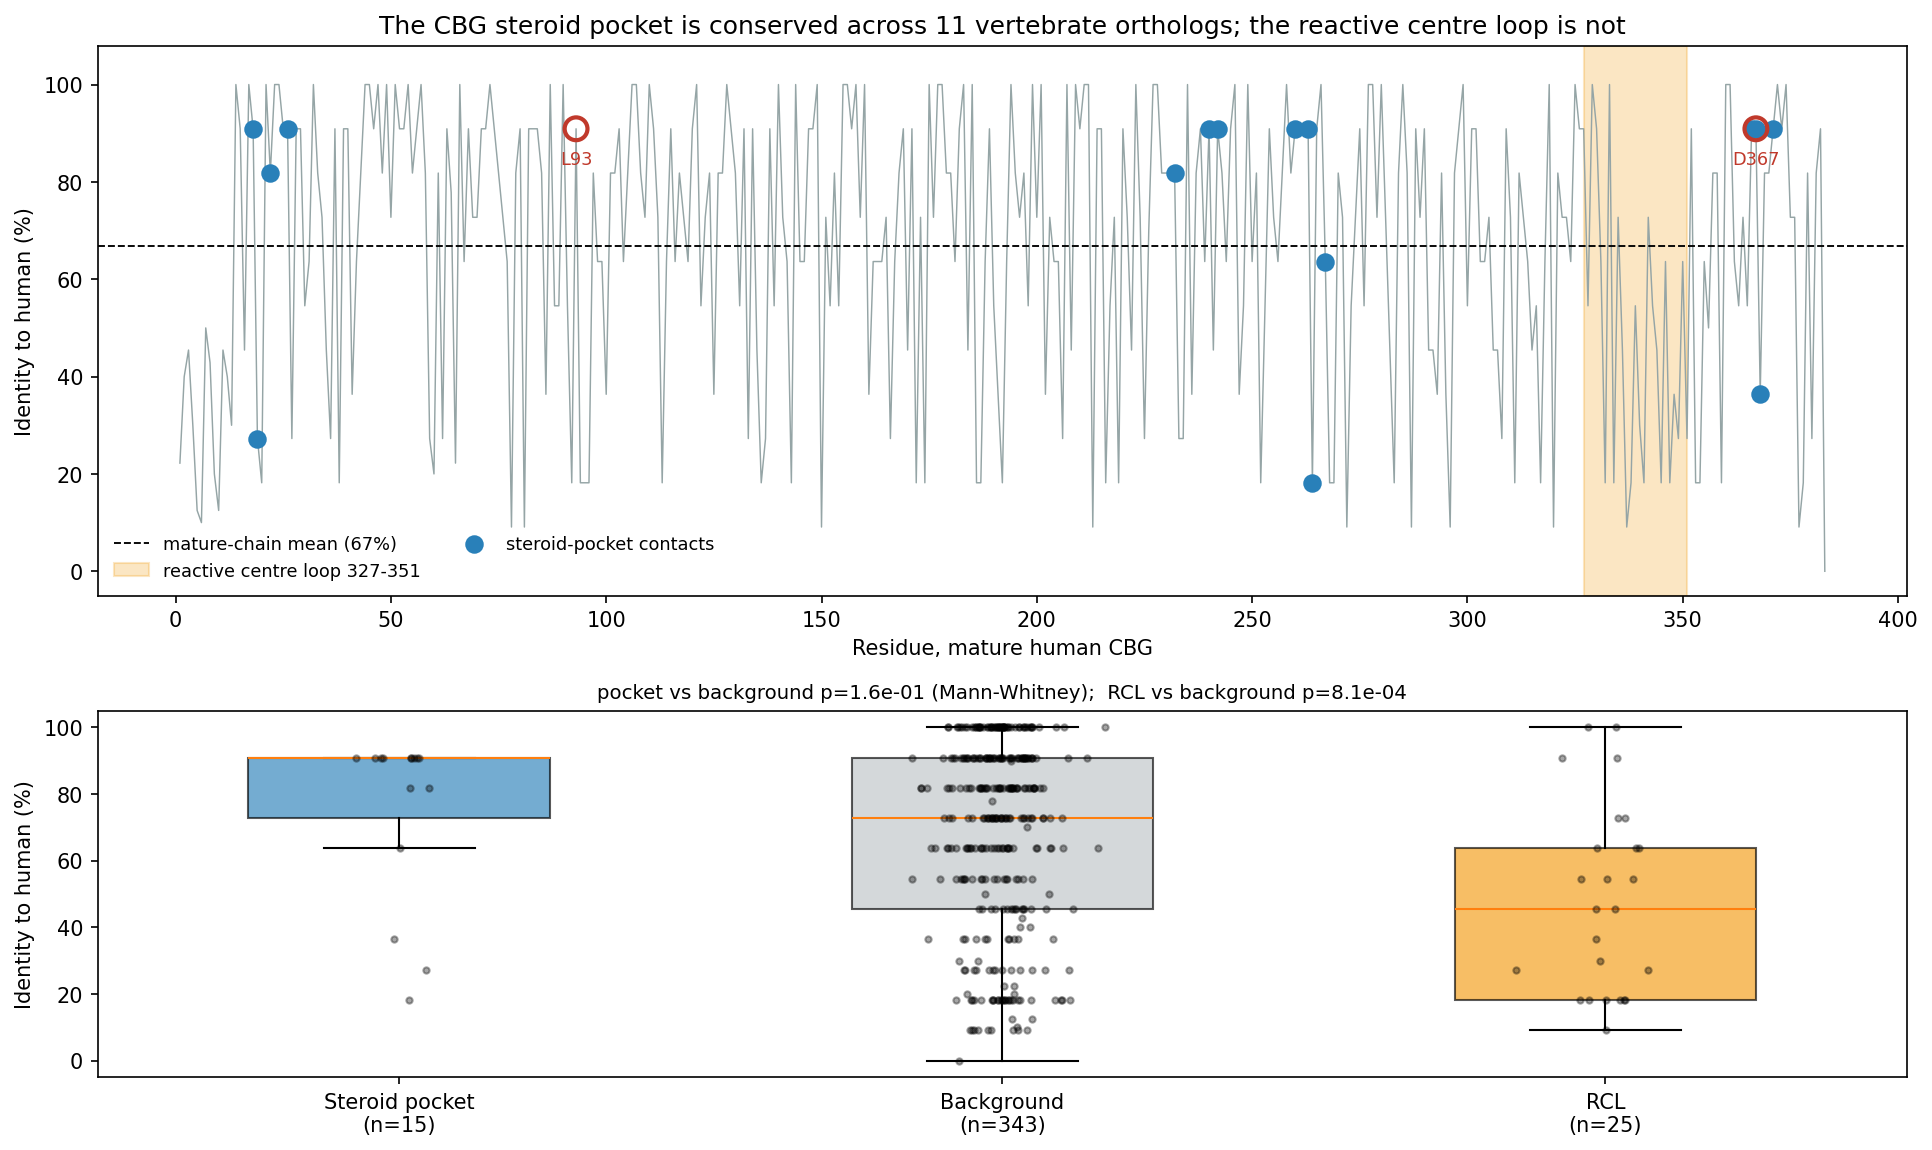 The CBG steroid pocket is conserved across 11 vertebrate orthologs; the reactive centre loop is not
Identity to human (%)
100
80
60
40
20
0
L93
D367
mature-chain mean (67%)
reactive centre loop 327-351
steroid-pocket contacts
0 50 100 150 200 250 300 350 400
Residue, mature human CBG
pocket vs background p=1.6e-01 (Mann-Whitney); RCL vs background p=8.1e-04
Identity to human (%)
100
80
60
40
20
0
Steroid pocket
(n=15)
Background
(n=343)
RCL
(n=25)